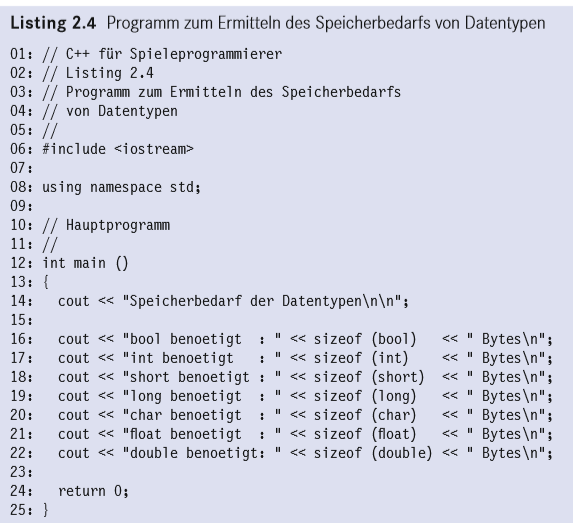 Listing 2.4 Programm zum Ermitteln des Speicherbedarfs von Datentypen
01: // C++ für Spieleprogrammierer
02: // Listing 2.4
03: // Programm zum Ermitteln des Speicherbedarfs
04: // von Datentypen
05: //
06: #include <iostream>
07:
08: using namespace std;
09:
10: // Hauptprogramm
11: //
12: int main ()
13: {
14:   cout << "Speicherbedarf der Datentypen\n\n";
15:
16:   cout << "bool benoetigt  : " << sizeof (bool)   << " Bytes\n";
17:   cout << "int benoetigt   : " << sizeof (int)    << " Bytes\n";
18:   cout << "short benoetigt : " << sizeof (short)  << " Bytes\n";
19:   cout << "long benoetigt  : " << sizeof (long)   << " Bytes\n";
20:   cout << "char benoetigt  : " << sizeof (char)   << " Bytes\n";
21:   cout << "float benoetigt : " << sizeof (float)  << " Bytes\n";
22:   cout << "double benoetigt: " << sizeof (double) << " Bytes\n";
23:
24:   return 0;
25: }